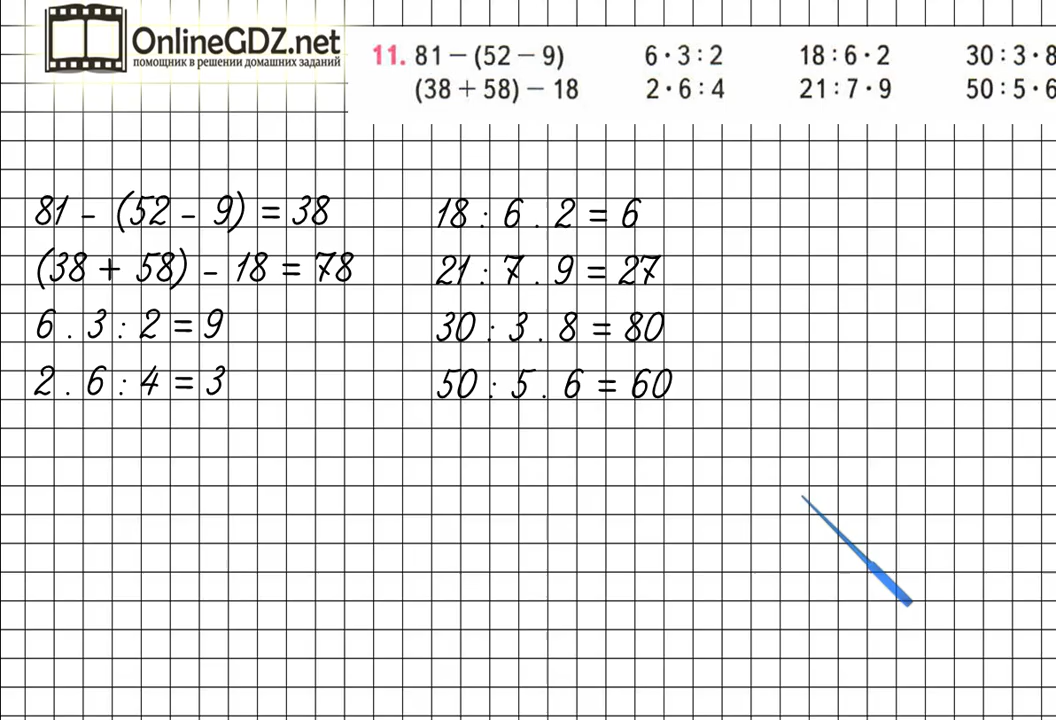 OnlineGDZ.net
помощник в решении домашних заданий
11. 81 − (52 − 9) 6 · 3 : 2 18 : 6 · 2 30 : 3 · 8
(38 + 58) − 18 2 · 6 : 4 21 : 7 · 9 50 : 5 · 6
81 - (52 - 9) = 38
(38 + 58) - 18 = 78
6 . 3 : 2 = 9
2 . 6 : 4 = 3
18 : 6 . 2 = 6
21 : 7 . 9 = 27
30 : 3 . 8 = 80
50 : 5 . 6 = 60